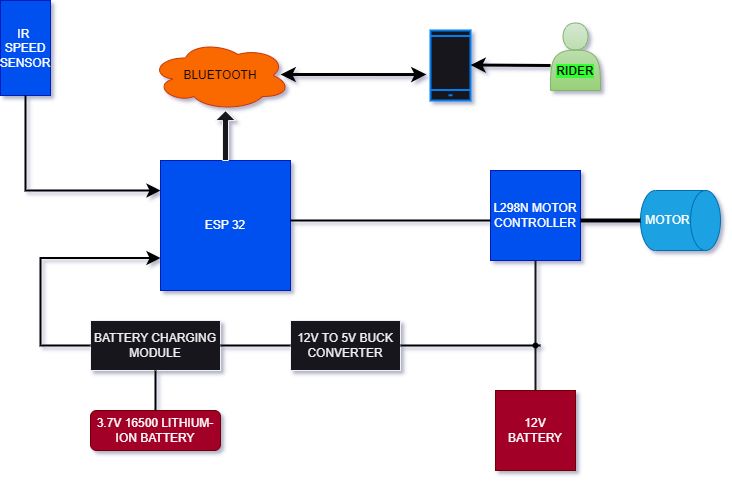 IR
SPEED
SENSOR
BLUETOOTH
RIDER
ESP 32
L298N MOTOR
CONTROLLER
MOTOR
BATTERY CHARGING
MODULE
12V TO 5V BUCK
CONVERTER
3.7V 16500 LITHIUM-
ION BATTERY
12V
BATTERY